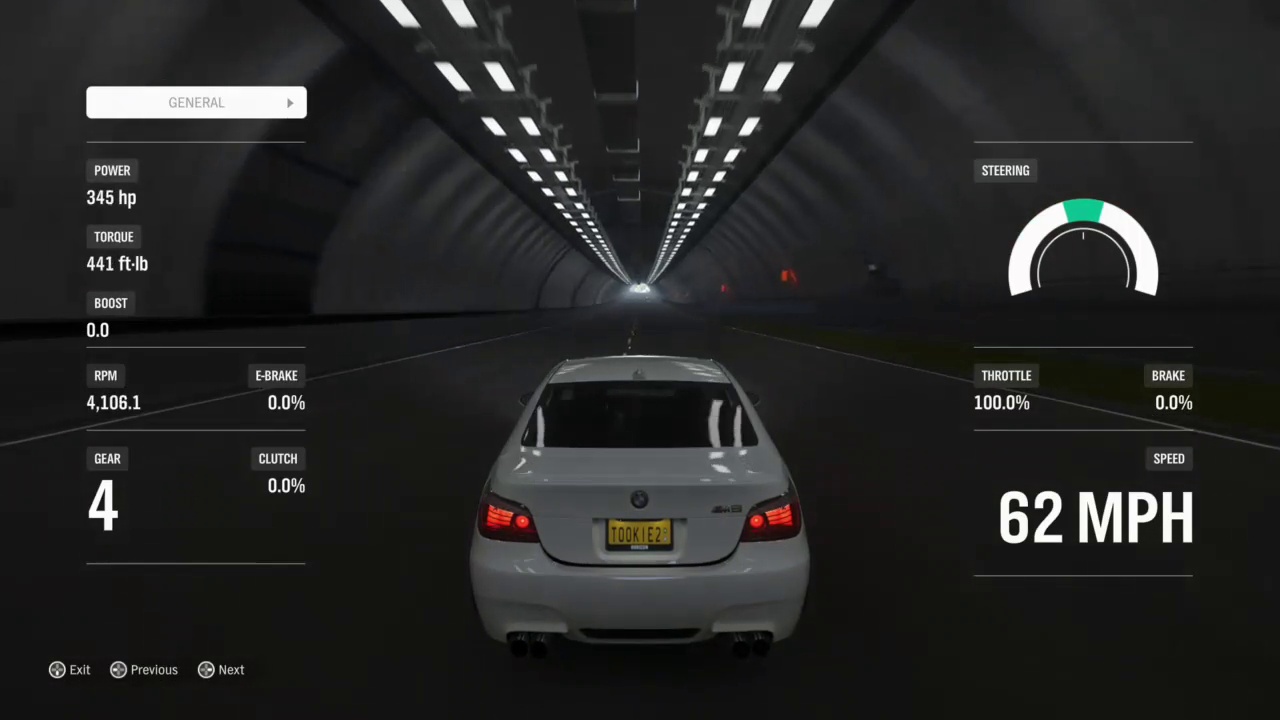 GENERAL
POWER
345 hp
TORQUE
441 ft·lb
BOOST
0.0
RPM
4,106.1
E-BRAKE
0.0%
GEAR
4
CLUTCH
0.0%
STEERING
THROTTLE
100.0%
BRAKE
0.0%
SPEED
62 MPH
M5
TOOKIE2
Exit
Previous
Next